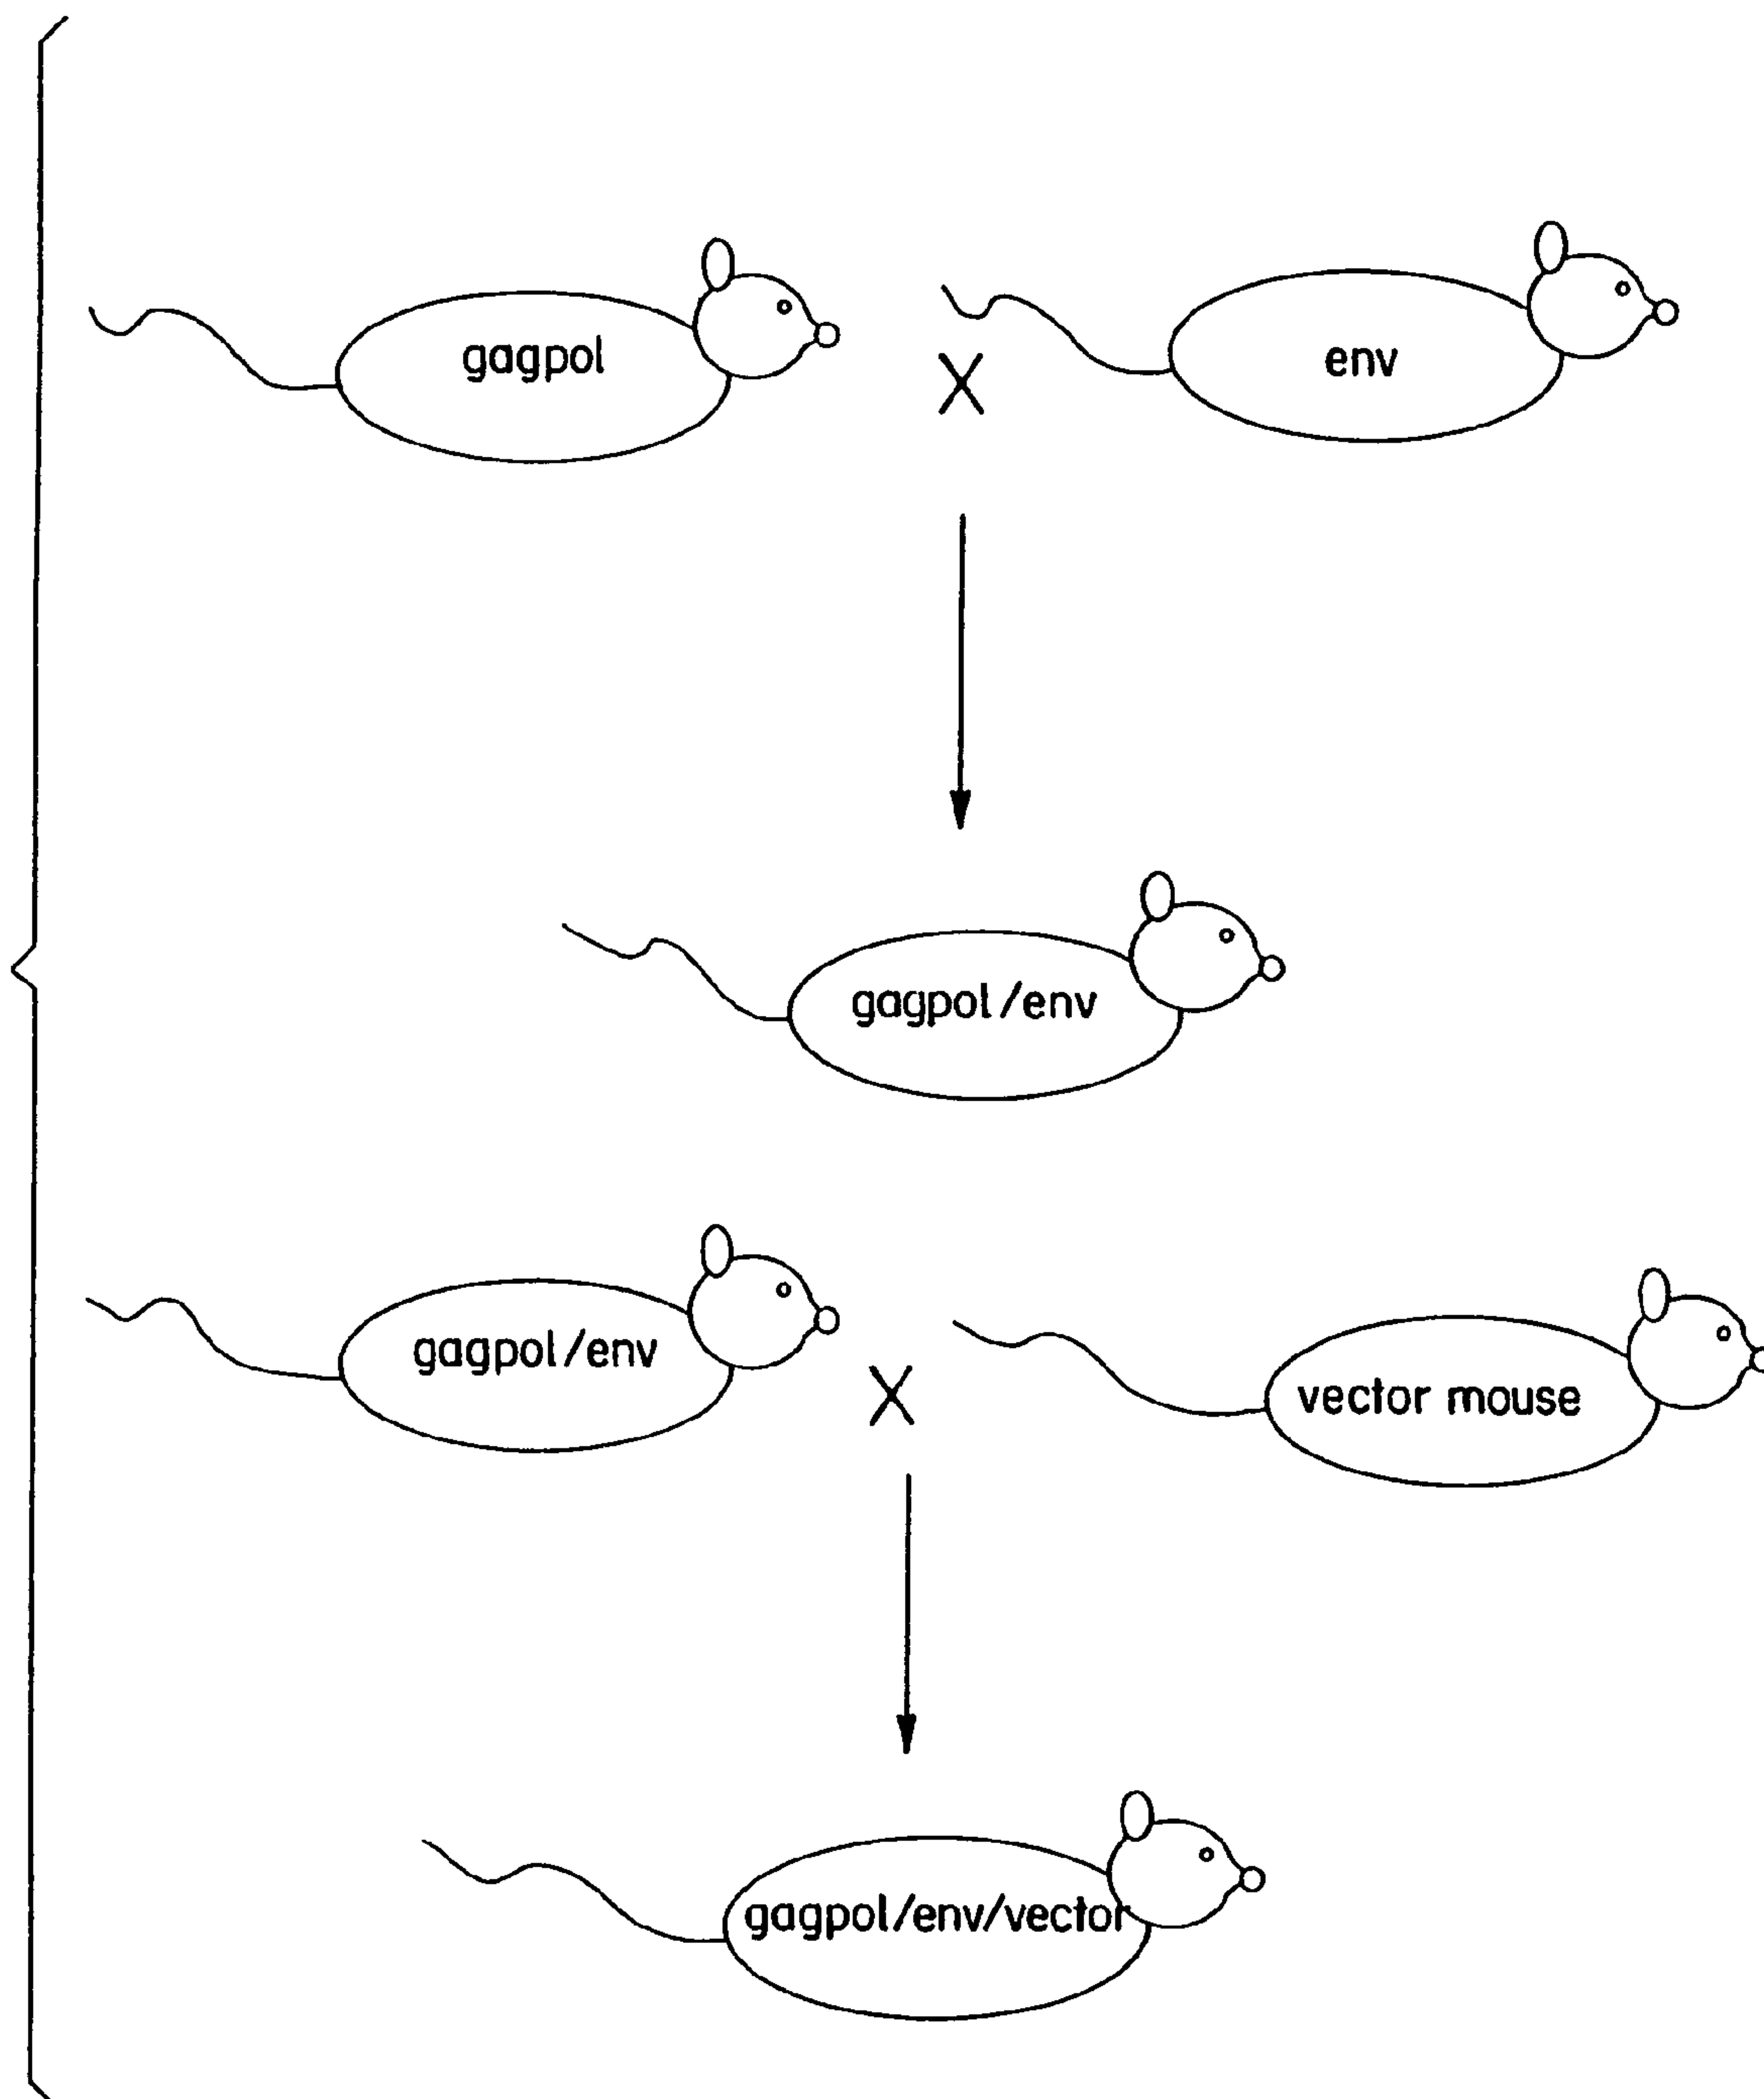 gagpol
X
env
gagpol/env
gagpol/env
X
vector mouse
gagpol/env/vector